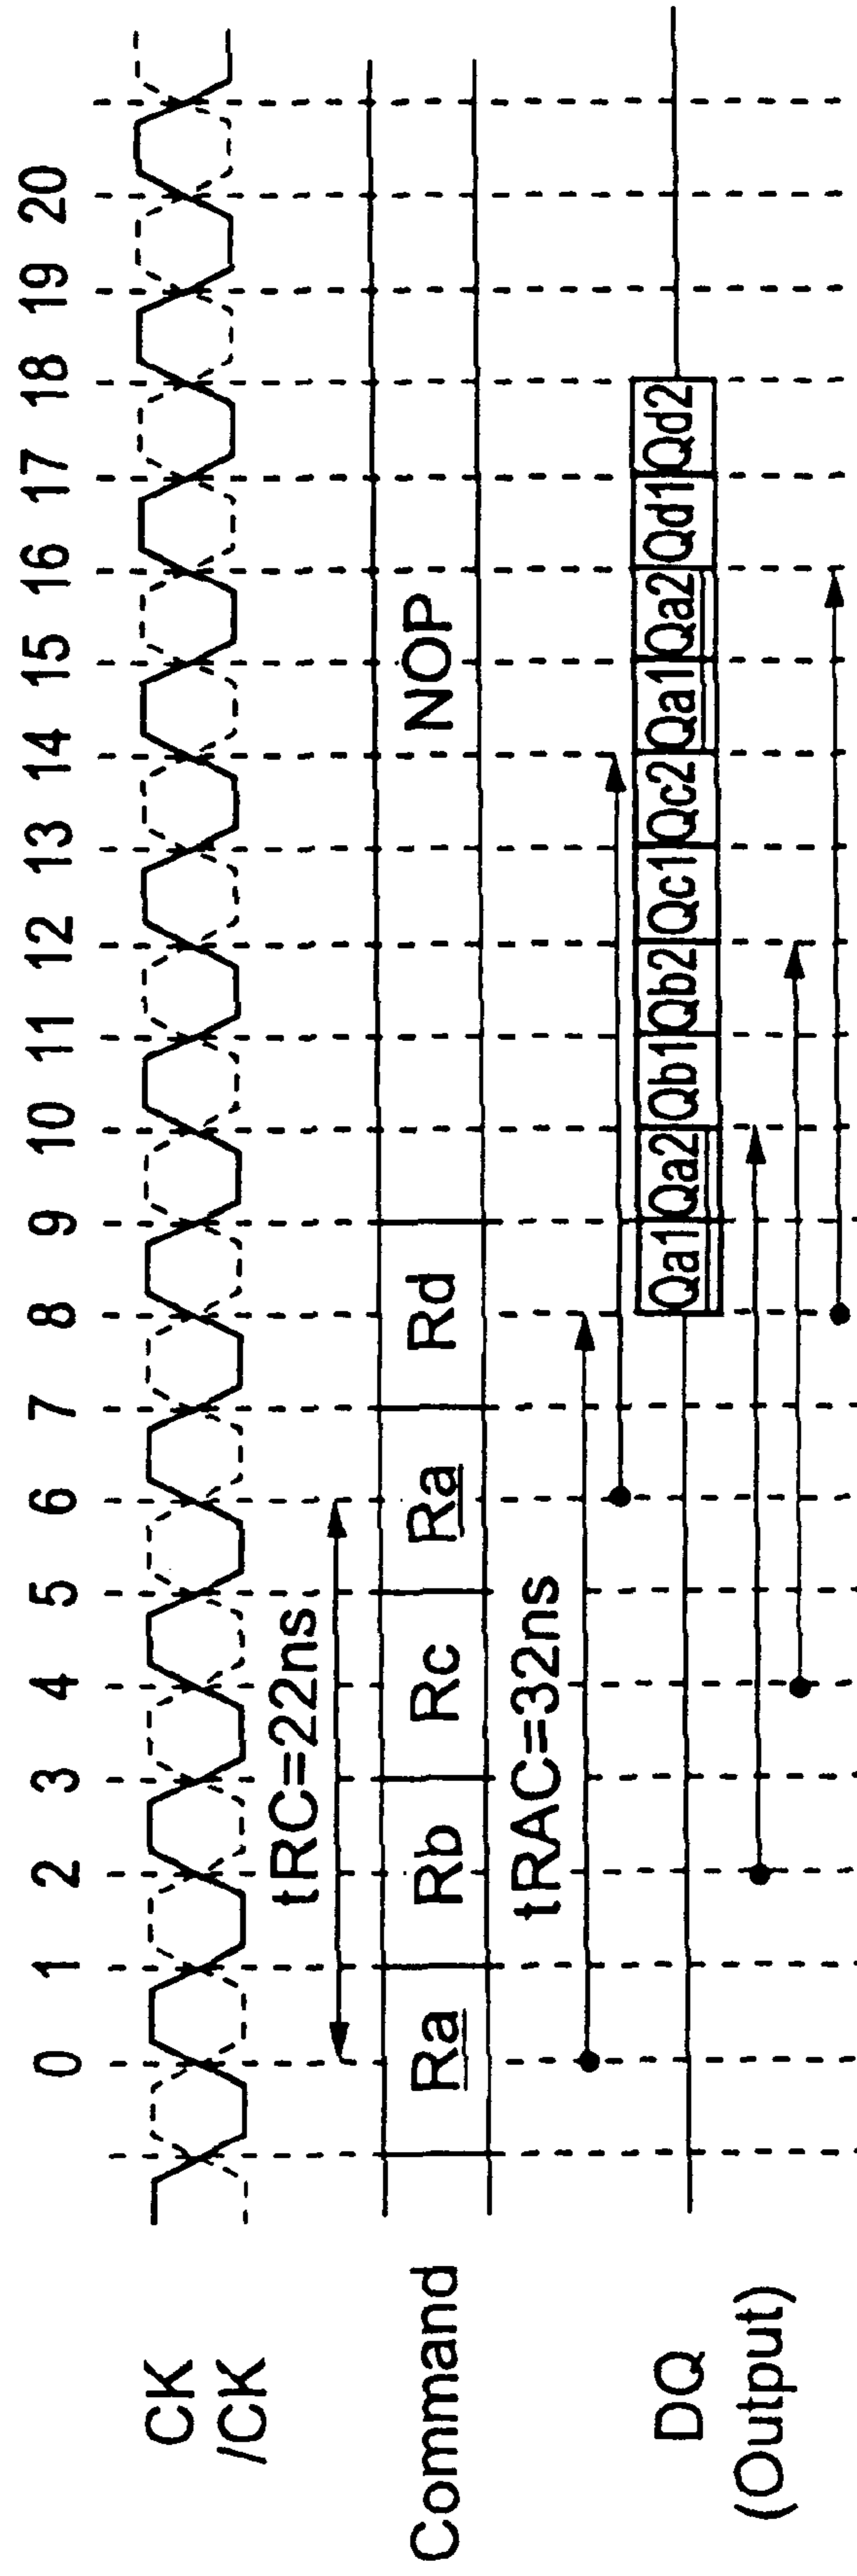 0 1 2 3 4 5 6 7 8 9 10 11 12 13 14 15 16 17 18 19 20
CK
/CK
tRC=22ns
Command Ra Rb Rc Ra Rd NOP
tRAC=32ns
DQ Qa1 Qa2 Qb1 Qb2 Qc1 Qc2 Qa1 Qa2 Qd1 Qd2
(Output)